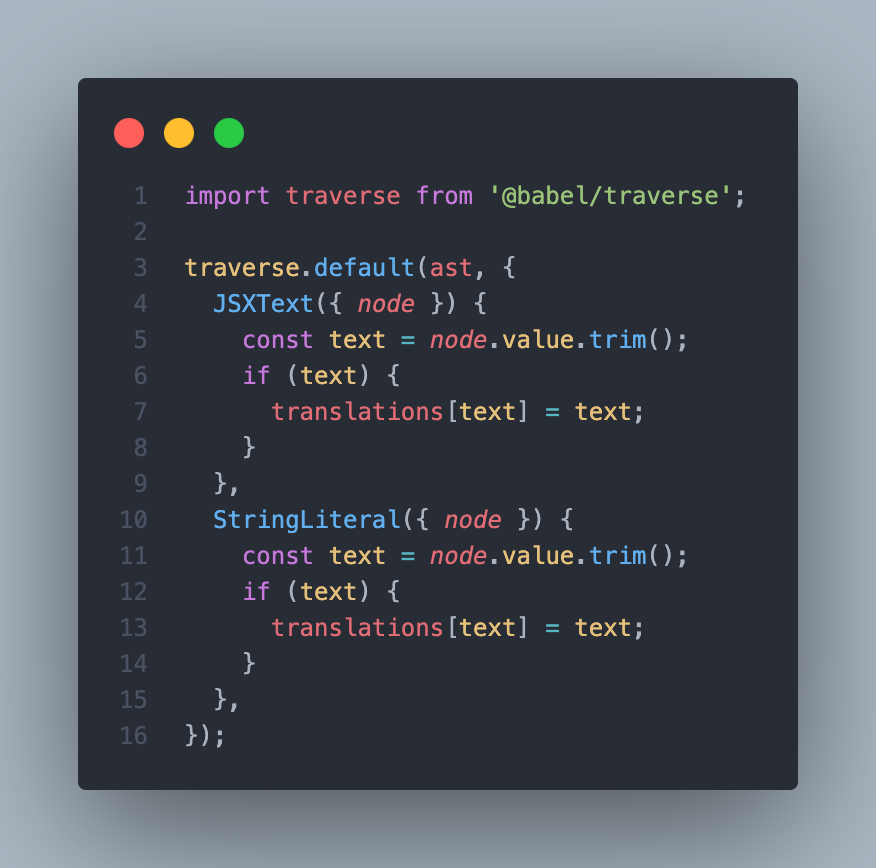 1 import traverse from '@babel/traverse';
2
3 traverse.default(ast, {
4   JSXText({ node }) {
5     const text = node.value.trim();
6     if (text) {
7       translations[text] = text;
8     }
9   },
10   StringLiteral({ node }) {
11     const text = node.value.trim();
12     if (text) {
13       translations[text] = text;
14     }
15   },
16 });